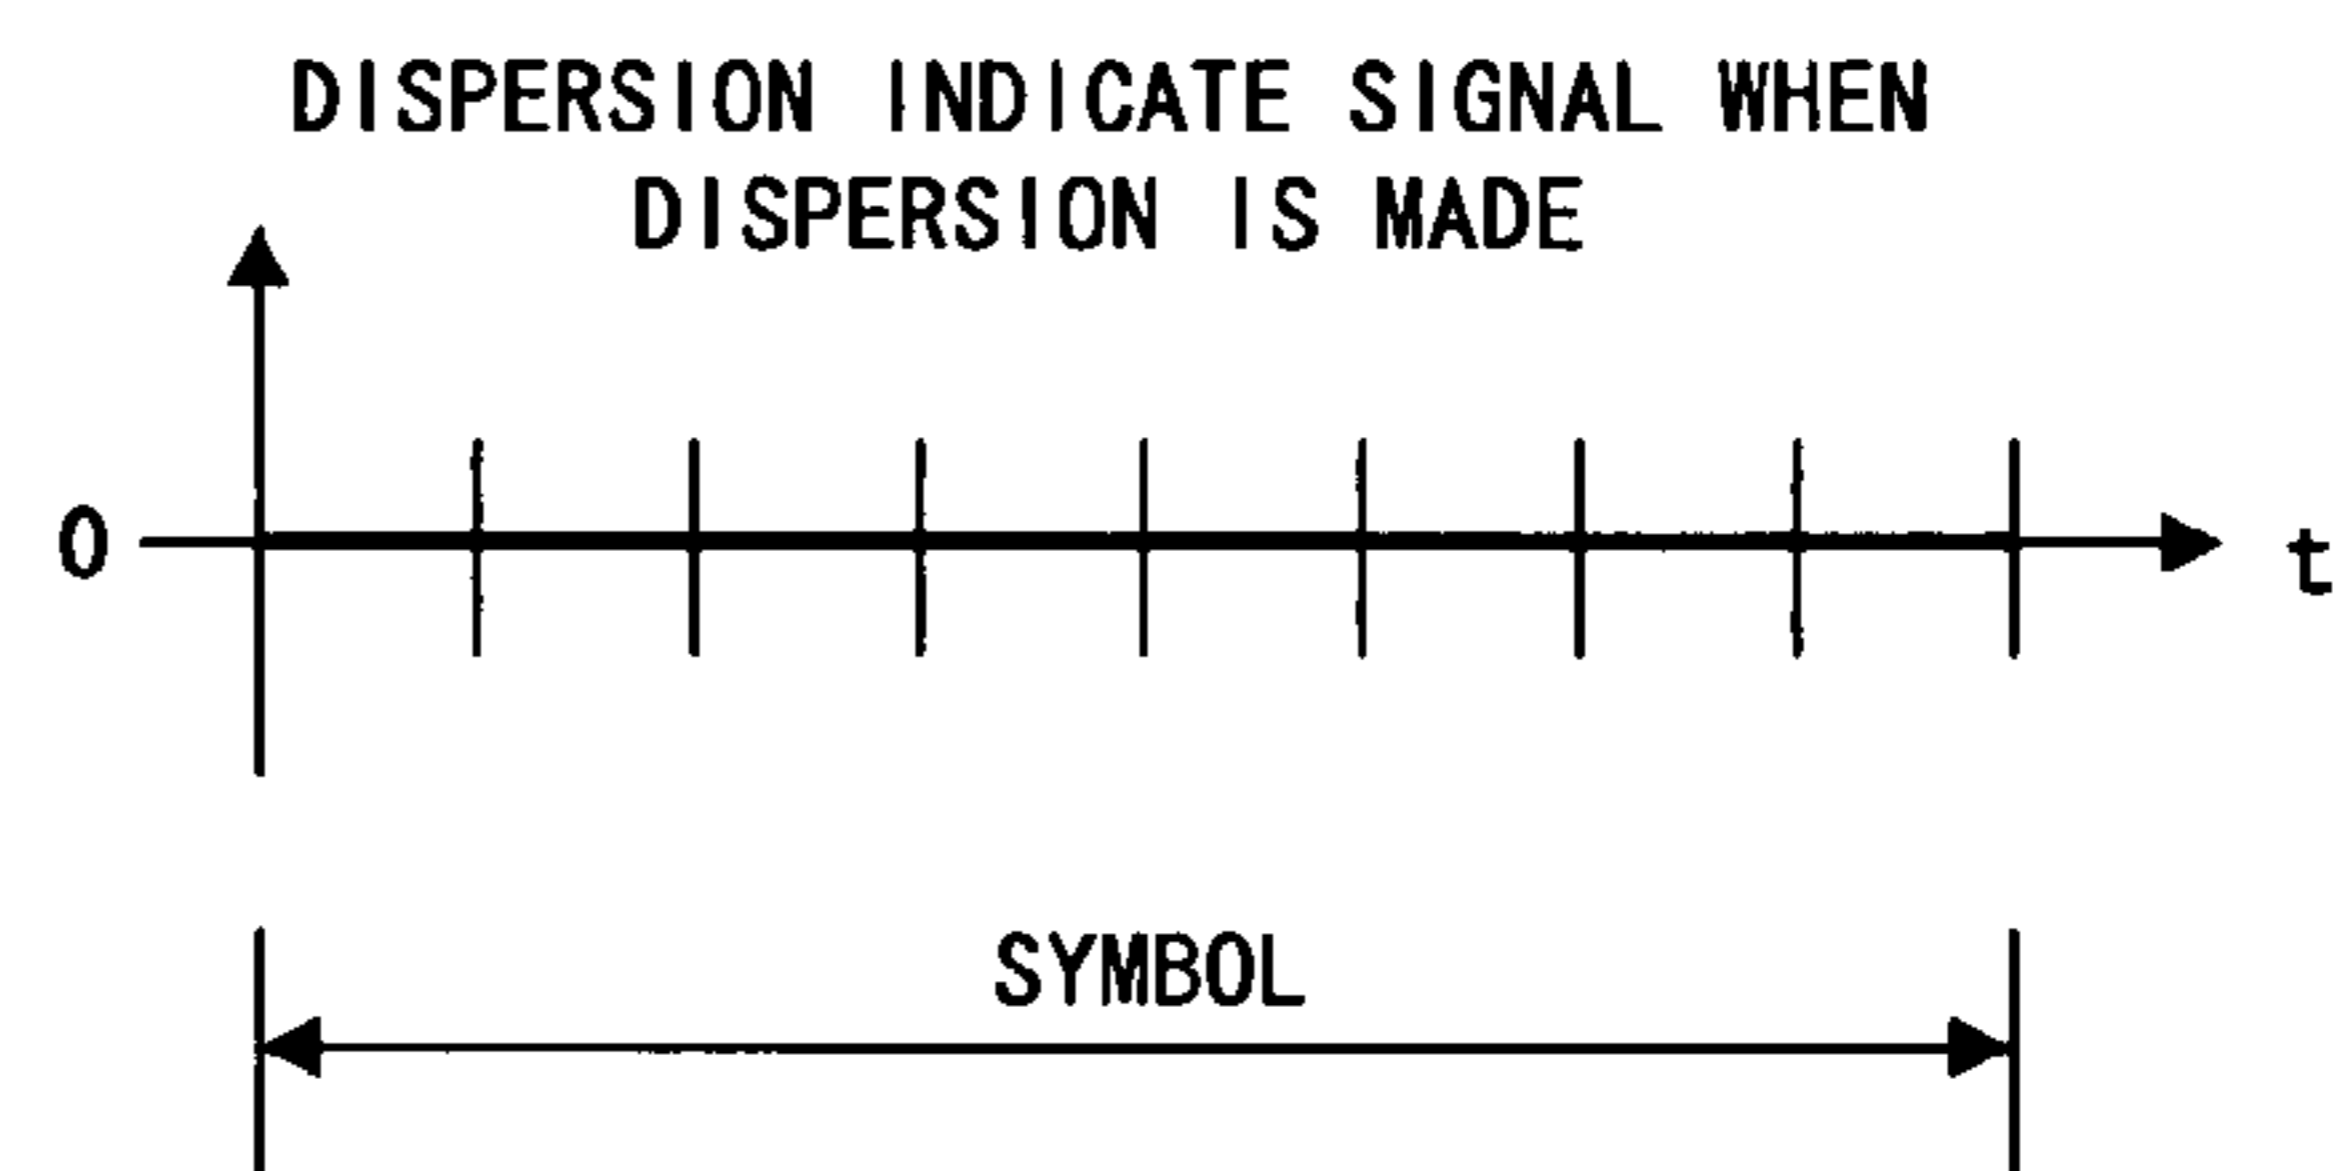 DISPERSION INDICATE SIGNAL WHEN
DISPERSION IS MADE
0
t
SYMBOL